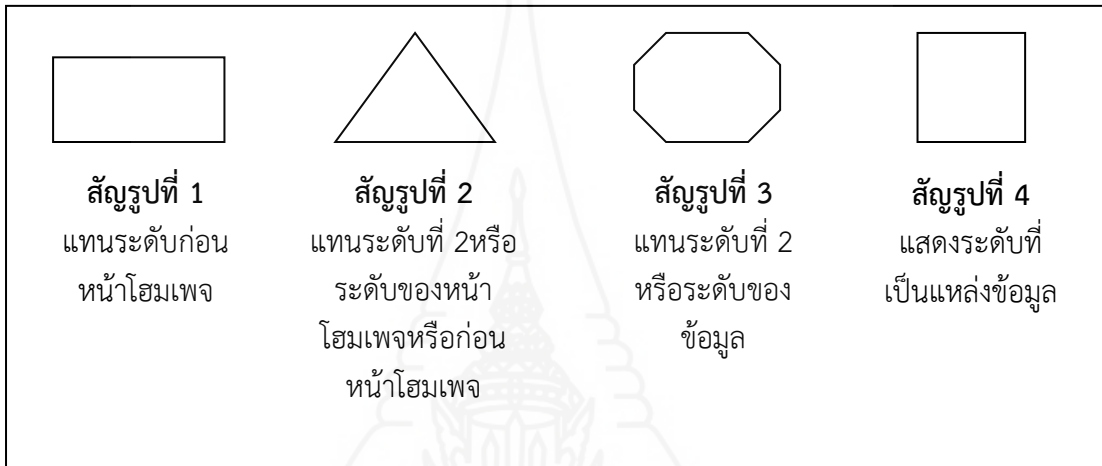 สัญรูปที่ 1
แทนระดับก่อน
หน้าโฮมเพจ
สัญรูปที่ 2
แทนระดับที่ 2หรือ
ระดับของหน้า
โฮมเพจหรือก่อน
หน้าโฮมเพจ
สัญรูปที่ 3
แทนระดับที่ 2
หรือระดับของ
ข้อมูล
สัญรูปที่ 4
แสดงระดับที่
เป็นแหล่งข้อมูล